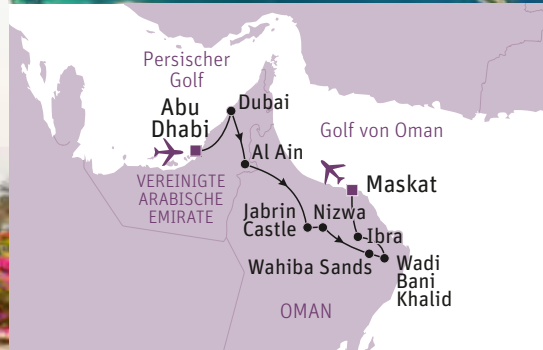 Persischer
Golf
Abu
Dhabi
Dubai
Golf von Oman
Al Ain
VEREINIGTE
ARABISCHE
EMIRATE
Maskat
Jabrin
Castle
Nizwa
Ibra
Wahiba Sands
Wadi
Bani
Khalid
OMAN